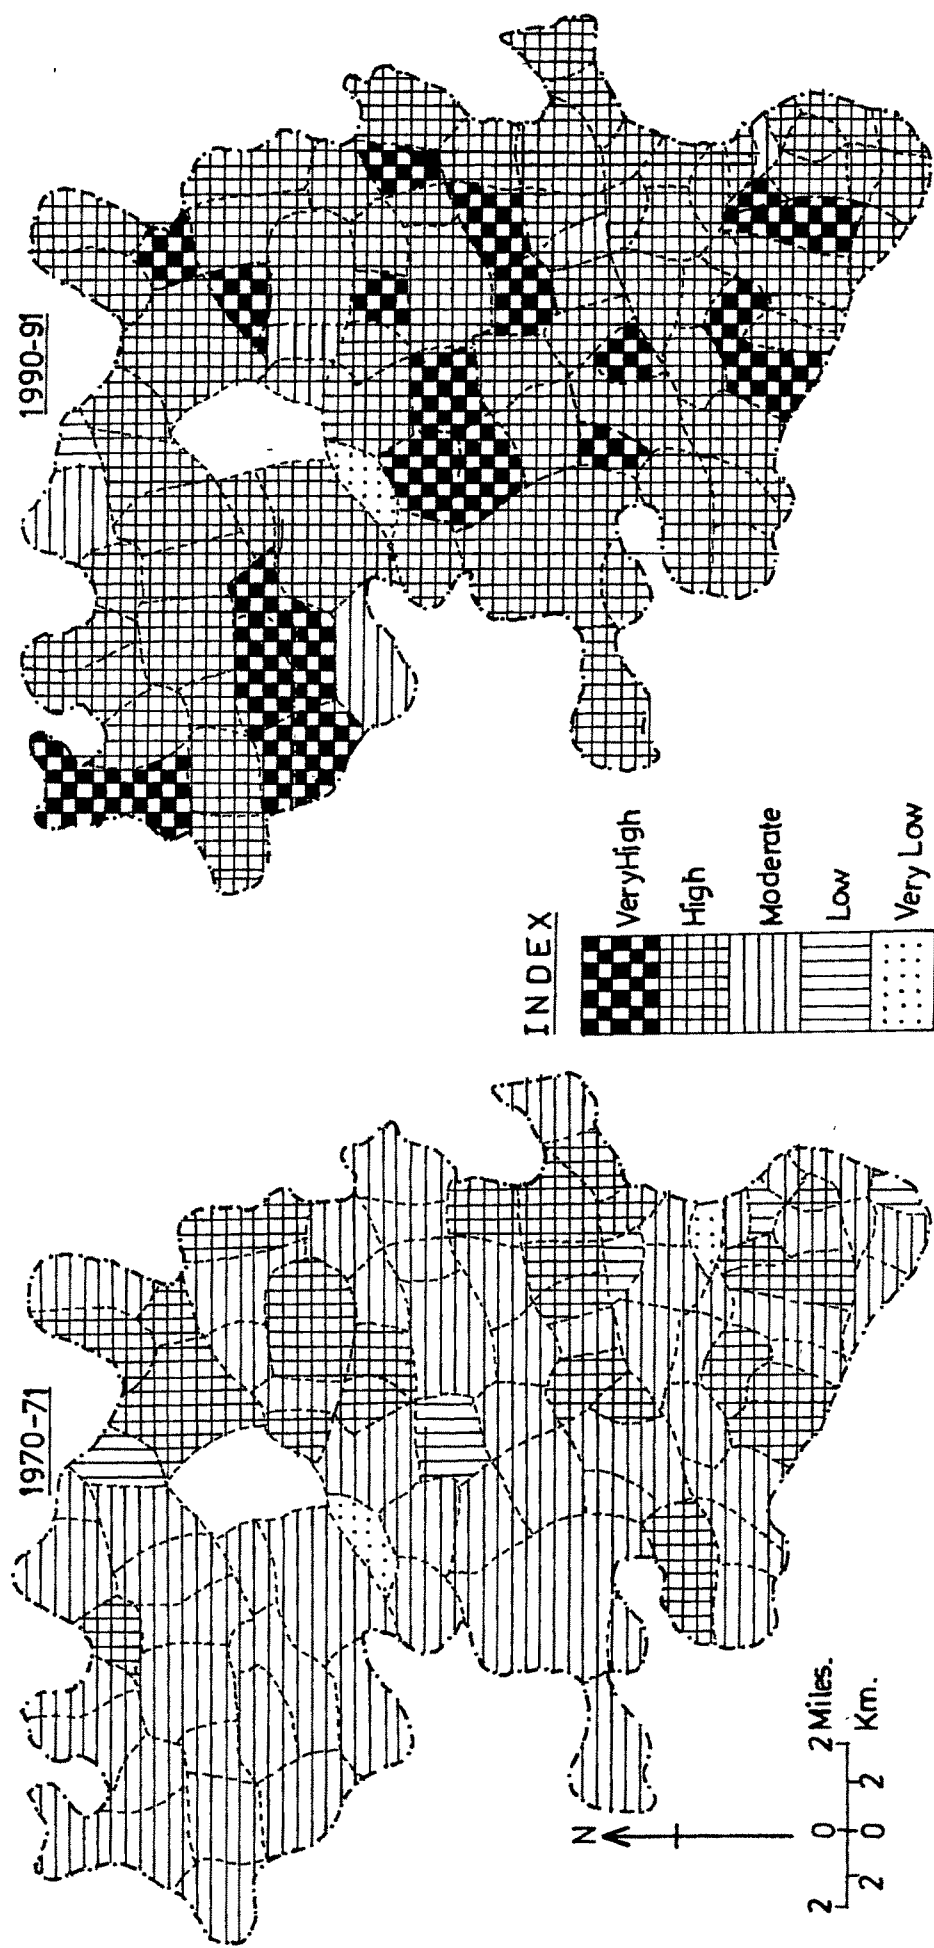 1970-71
1990-91
INDEX
Very High
High
Moderate
Low
Very Low
N
2 0 2 Miles.
2 0 2 Km.